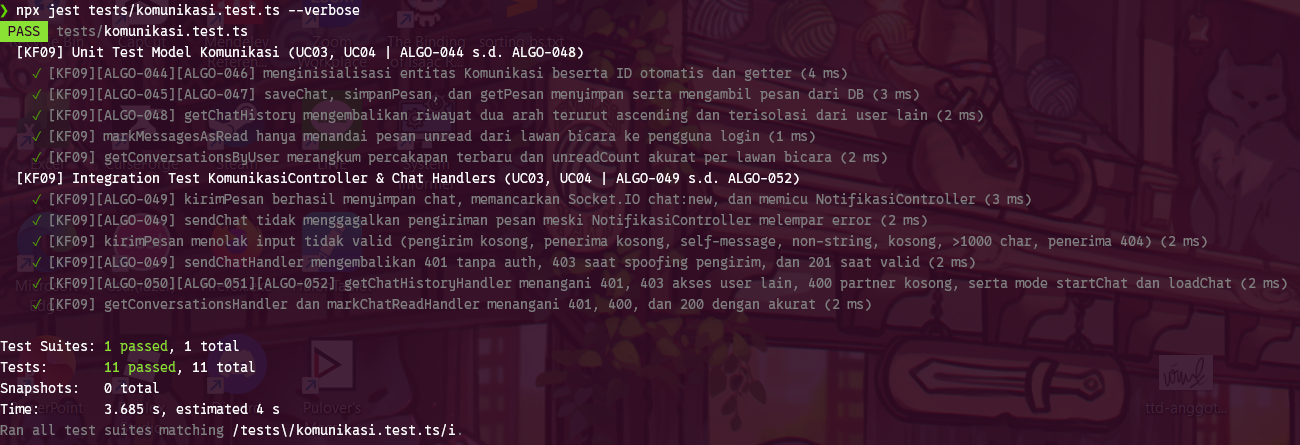 ❯ npx jest tests/komunikasi.test.ts --verbose
PASS tests/komunikasi.test.ts
[KF09] Unit Test Model Komunikasi (UC03, UC04 | ALGO-044 s.d. ALGO-048)
✓ [KF09][ALGO-044][ALGO-046] menginisialisasi entitas Komunikasi beserta ID otomatis dan getter (4 ms)
✓ [KF09][ALGO-045][ALGO-047] saveChat, simpanPesan, dan getPesan menyimpan serta mengambil pesan dari DB (3 ms)
✓ [KF09][ALGO-048] getChatHistory mengembalikan riwayat dua arah terurut ascending dan terisolasi dari user lain (2 ms)
✓ [KF09] markMessagesAsRead hanya menandai pesan unread dari lawan bicara ke pengguna login (1 ms)
✓ [KF09] getConversationsByUser merangkum percakapan terbaru dan unreadCount akurat per lawan bicara (2 ms)
[KF09] Integration Test KomunikasiController & Chat Handlers (UC03, UC04 | ALGO-049 s.d. ALGO-052)
✓ [KF09][ALGO-049] kirimPesan berhasil menyimpan chat, memancarkan Socket.IO chat:new, dan memicu NotifikasiController (3 ms)
✓ [KF09][ALGO-049] sendChat tidak menggagalkan pengiriman pesan meski NotifikasiController melempar error (2 ms)
✓ [KF09] kirimPesan menolak input tidak valid (pengirim kosong, penerima kosong, self-message, non-string, kosong, >1000 char, penerima 404) (2 ms)
✓ [KF09][ALGO-049] sendChatHandler mengembalikan 401 tanpa auth, 403 saat spoofing pengirim, dan 201 saat valid (2 ms)
✓ [KF09][ALGO-050][ALGO-051][ALGO-052] getChatHistoryHandler menangani 401, 403 akses user lain, 400 partner kosong, serta mode startChat dan loadChat (2 ms)
✓ [KF09] getConversationsHandler dan markChatReadHandler menangani 401, 400, dan 200 dengan akurat (2 ms)
Test Suites: 1 passed, 1 total
Tests: 11 passed, 11 total
Snapshots: 0 total
Time: 3.685 s, estimated 4 s
Pulover's
ttd-anggot...
Ran all test suites matching /tests\/komunikasi.test.ts/i.